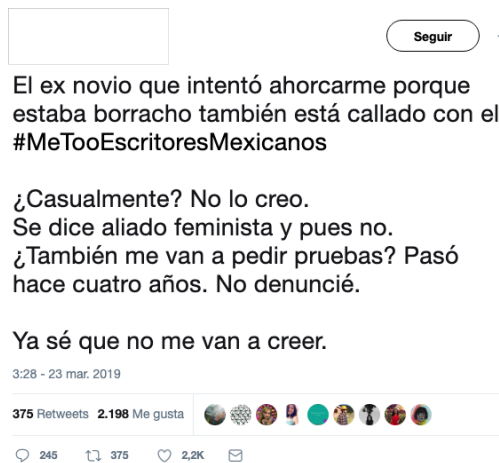 Seguir
El ex novio que intentó ahorcarme porque
estaba borracho también está callado con el
#MeTooEscritoresMexicanos
¿Casualmente? No lo creo.
Se dice aliado feminista y pues no.
¿También me van a pedir pruebas? Pasó
hace cuatro años. No denuncié.
Ya sé que no me van a creer.
3:28 - 23 mar. 2019
375 Retweets 2.198 Me gusta
245 375 2,2K